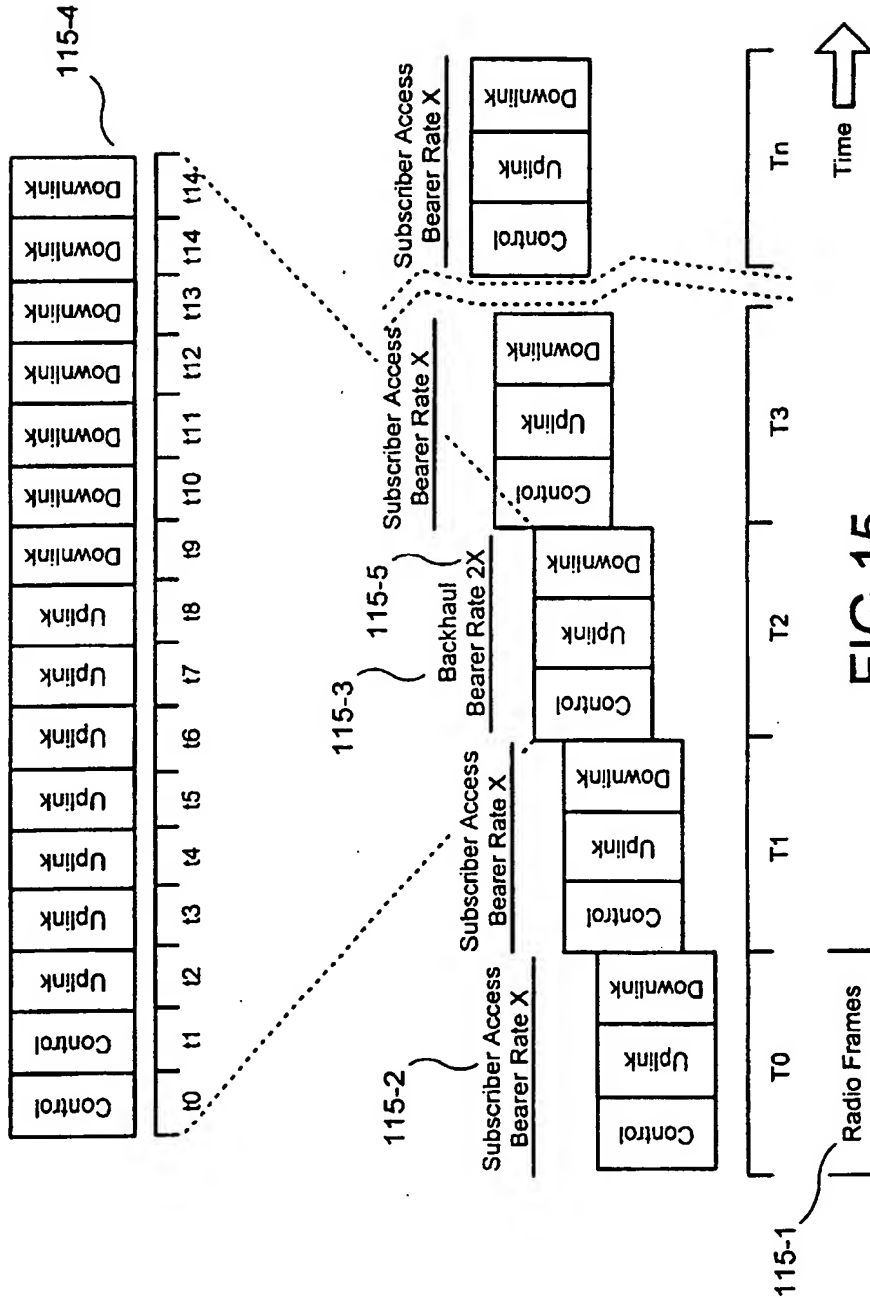 115-4
Control Control Uplink Uplink Uplink Uplink Uplink Uplink Uplink Downlink Downlink Downlink Downlink Downlink Downlink Downlink
t0 t1 t2 t3 t4 t5 t6 t7 t8 t9 t10 t11 t12 t13 t14 t14
115-2
Subscriber Access
Bearer Rate X
Control Uplink Downlink
Subscriber Access
Bearer Rate X
Control Uplink Downlink
115-3
115-5
Backhaul
Bearer Rate 2X
Control Uplink Downlink
Subscriber Access
Bearer Rate X
Control Uplink Downlink
Subscriber Access
Bearer Rate X
Control Uplink Downlink
T0 T1 T2 T3 Tn
115-1
Radio Frames
Time
FIG 15